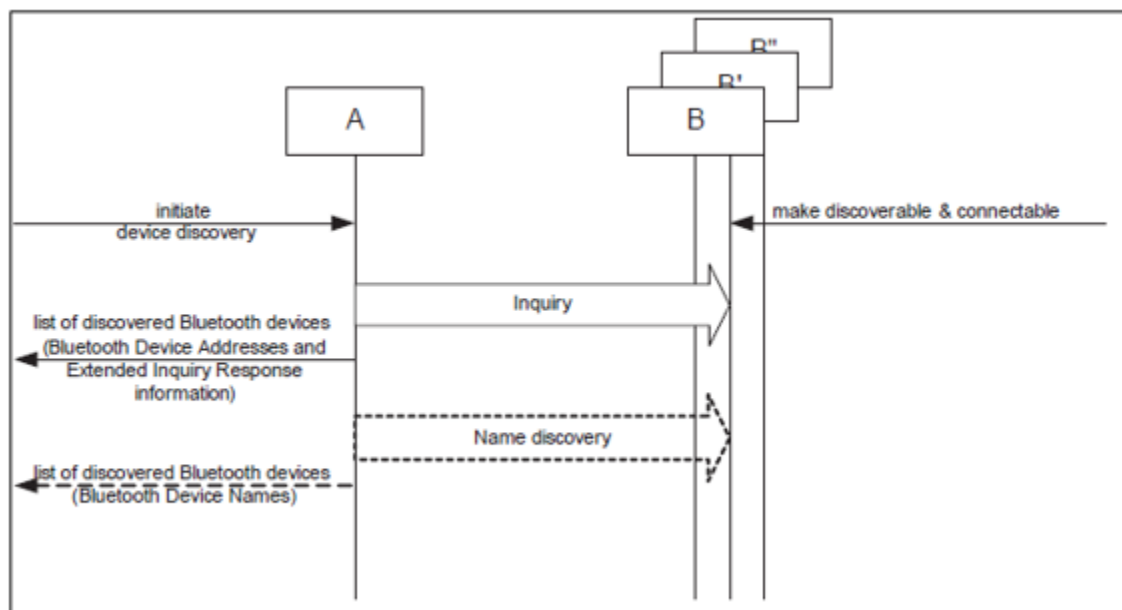 B"
B'
A
B
initiate
device discovery
make discoverable & connectable
Inquiry
list of discovered Bluetooth devices
(Bluetooth Device Addresses and
Extended Inquiry Response
information)
Name discovery
list of discovered Bluetooth devices
(Bluetooth Device Names)